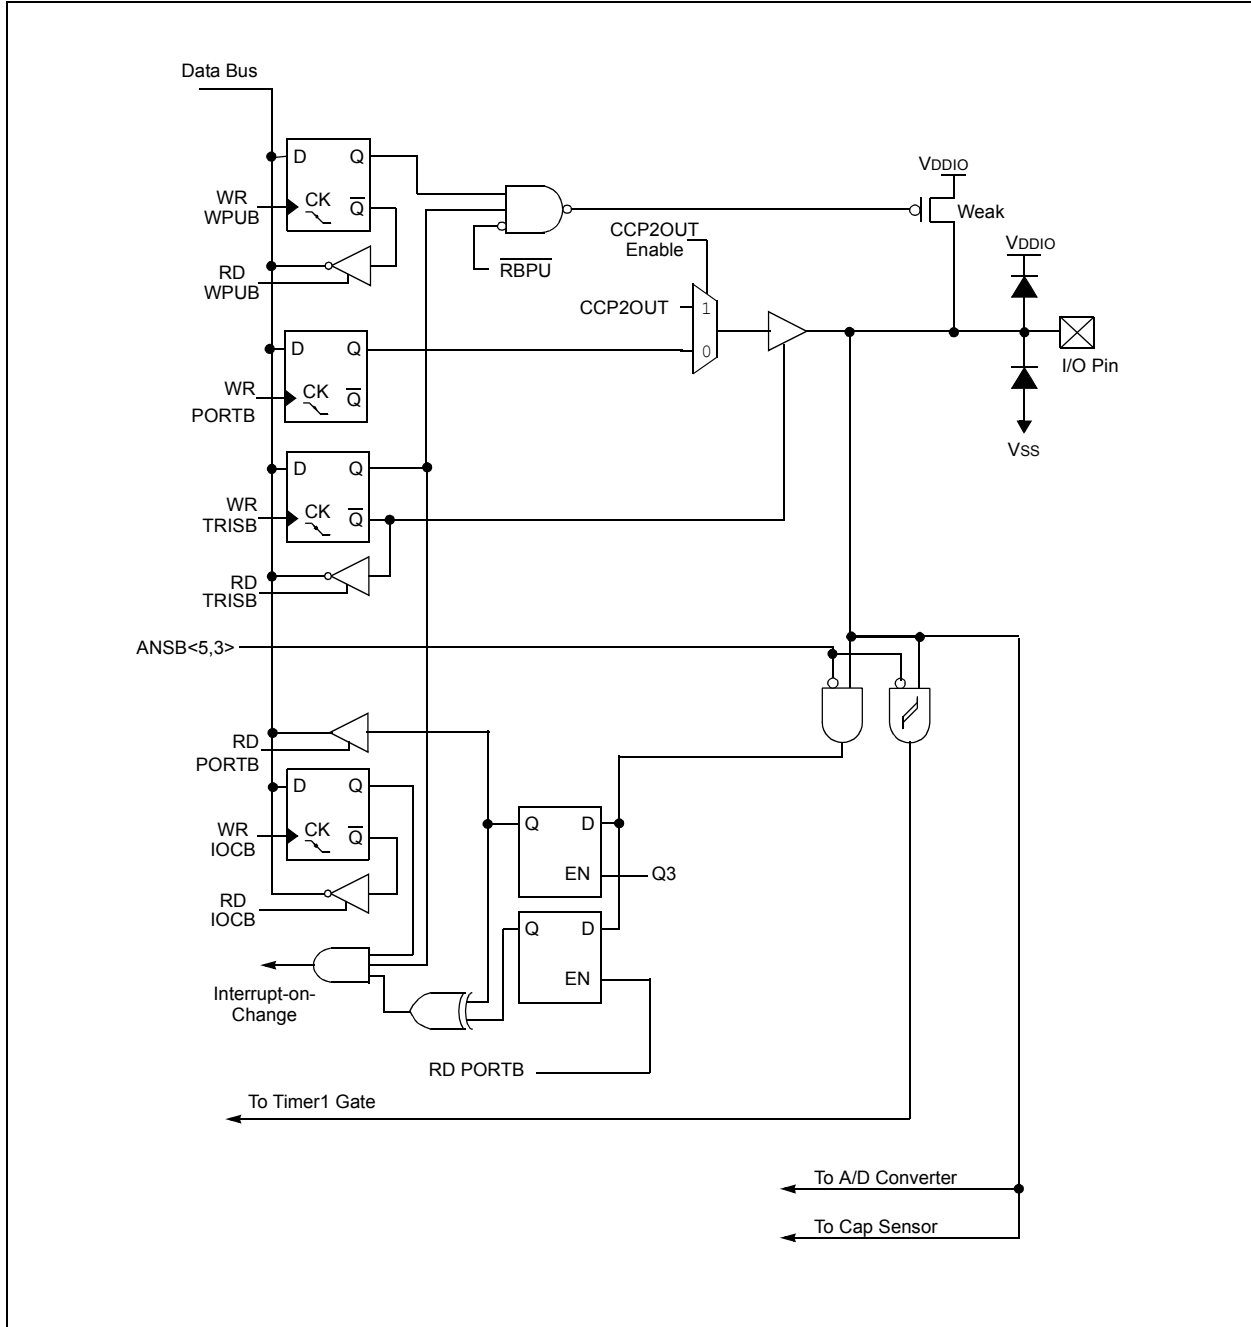 Data Bus
D Q
WR
WPUB
CK
Q
RD
WPUB
RBPU
CCP2OUT
Enable
VDDIO
Weak
VDDIO
CCP2OUT
1
0
I/O Pin
VSS
D Q
WR
PORTB
CK
Q
D Q
WR
TRISB
CK
Q
RD
TRISB
ANSB<5,3>
RD
PORTB
D Q
WR
IOCB
CK
Q
RD
IOCB
Q D
EN
Q3
Q D
EN
Interrupt-on-
Change
RD PORTB
To Timer1 Gate
To A/D Converter
To Cap Sensor